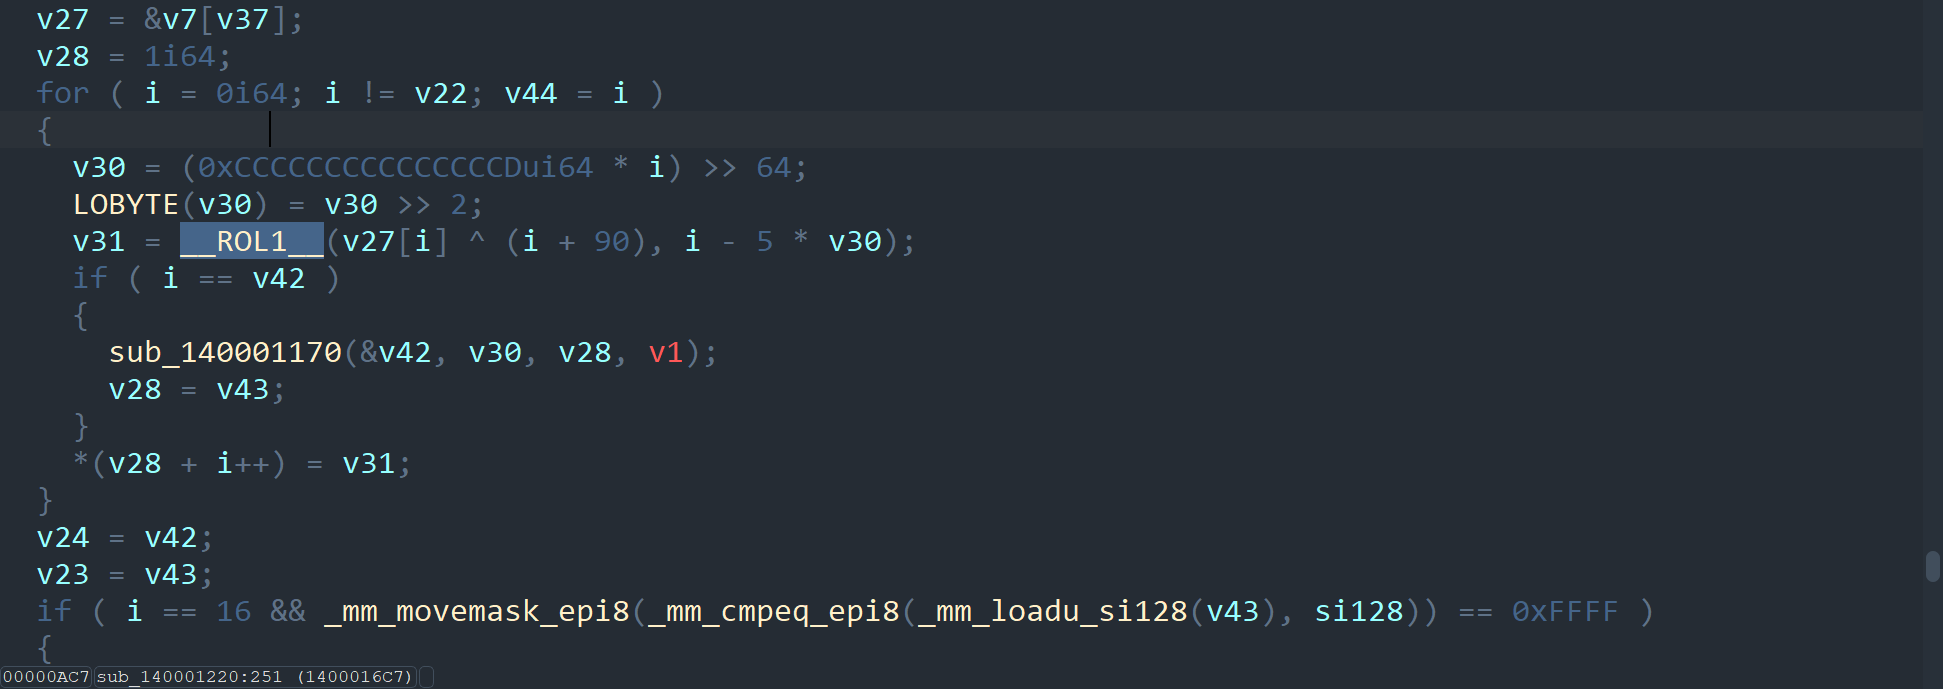 v27 = &v7[v37];
v28 = 1i64;
for ( i = 0i64; i != v22; v44 = i )
{
v30 = (0xCCCCCCCCCCCCCCCDui64 * i) >> 64;
LOBYTE(v30) = v30 >> 2;
v31 = __ROL1__(v27[i] ^ (i + 90), i - 5 * v30);
if ( i == v42 )
{
sub_140001170(&v42, v30, v28, v1);
v28 = v43;
}
*(v28 + i++) = v31;
}
v24 = v42;
v23 = v43;
if ( i == 16 && _mm_movemask_epi8(_mm_cmpeq_epi8(_mm_loadu_si128(v43), si128)) == 0xFFFF )
{
00000AC7 sub_140001220:251 (1400016C7)